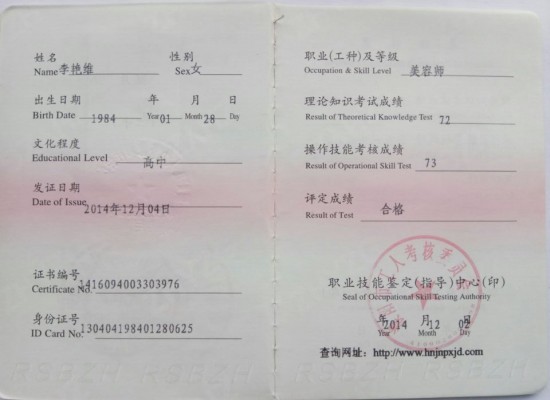 姓名 性别
Name 李艳维 Sex 女
出生日期 年 月 日
Birth Date 1984 Year 01 Month 28 Day
文化程度
Educational Level 高中
发证日期
Date of Issue 2014年12月04日
证书编号
Certificate No. 1416094003303976
身份证号
ID Card No. 130404198401280625
职业(工种)及等级
Occupation & Skill Level 美容师
理论知识考试成绩
Result of Theoretical Knowledge Test 72
操作技能考核成绩
Result of Operational Skill Test 73
评定成绩
Result of Test 合格
职业技能鉴定(指导)中心(印)
Seal of Occupational Skill Testing Authority
2014 年 12 月 02 日
Year Month Day
查询网址: http://www.hnjnpxjd.com